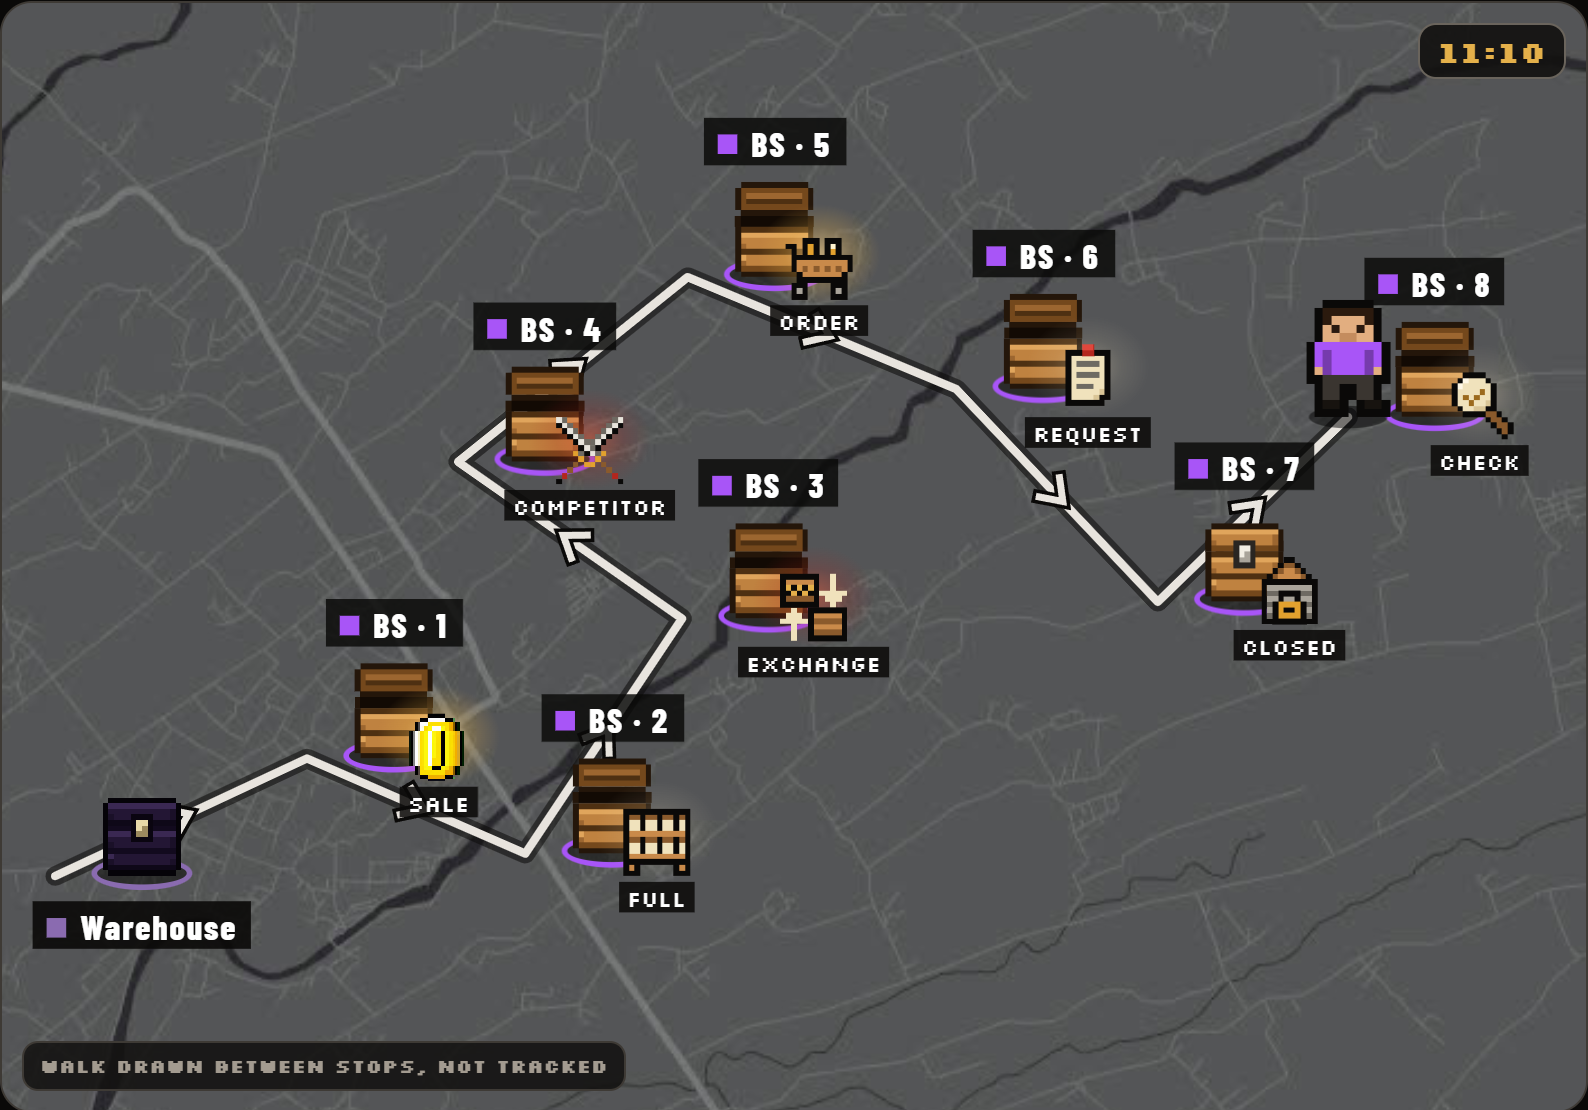 11:10
BS · 5
ORDER
BS · 6
REQUEST
BS · 8
CHECK
BS · 4
COMPETITOR
BS · 3
EXCHANGE
BS · 7
CLOSED
BS · 1
SALE
BS · 2
FULL
Warehouse
WALK DRAWN BETWEEN STOPS, NOT TRACKED